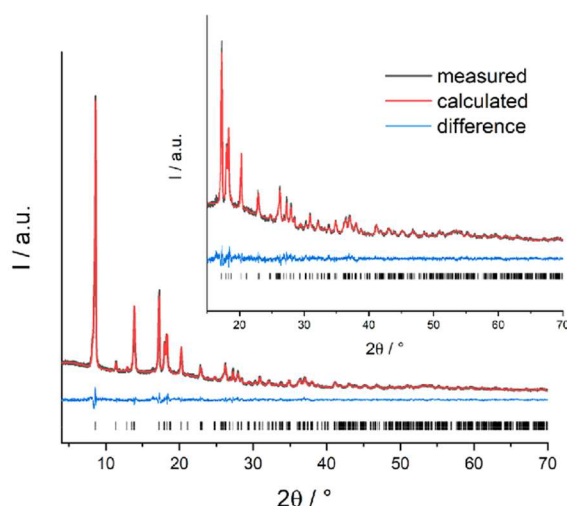 measured
calculated
difference
I / a.u.
20 30 40 50 60 70
2θ / °
I / a.u.
10 20 30 40 50 60 70
2θ / °